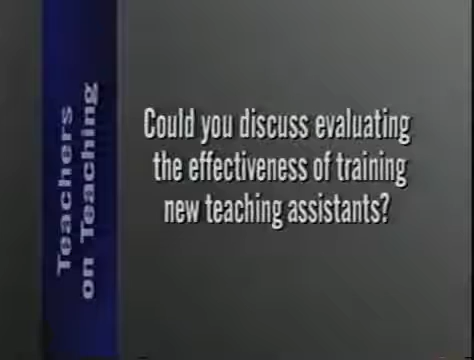 Teachers
on Teaching
Could you discuss evaluating
the effectiveness of training
new teaching assistants?